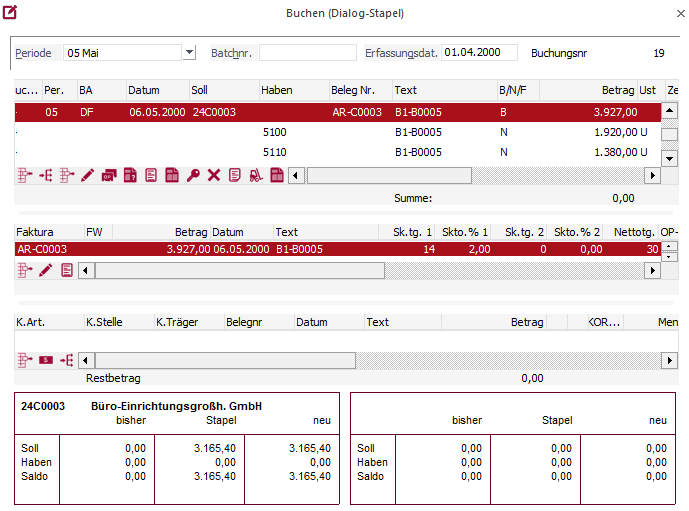 Buchen (Dialog-Stapel)
Periode 05 Mai Batchnr. Erfassungsdat. 01.04.2000 Buchungsnr 19
uc... Per. BA Datum Soll Haben Beleg Nr. Text B/N/F Betrag Ust Ze
05 DF 06.05.2000 24C0003 AR-C0003 B1-B0005 B 3.927,00
5100 B1-B0005 N 1.920,00 U
5110 B1-B0005 N 1.380,00 U
Summe: 0,00
Faktura FW Betrag Datum Text Sk.tg. 1 Skto.% 1 Sk.tg. 2 Skto.% 2 Nettotg. OP-
AR-C0003 3.927,00 06.05.2000 B1-B0005 14 2,00 0 0,00 30
K.Art. K.Stelle K.Träger Belegnr Datum Text Betrag KOR... Men
Restbetrag 0,00
24C0003 Büro-Einrichtungsgroßh. GmbH
bisher Stapel neu bisher Stapel neu
Soll 0,00 3.165,40 3.165,40 Soll 0,00 0,00 0,00
Haben 0,00 0,00 0,00 Haben 0,00 0,00 0,00
Saldo 0,00 3.165,40 3.165,40 Saldo 0,00 0,00 0,00